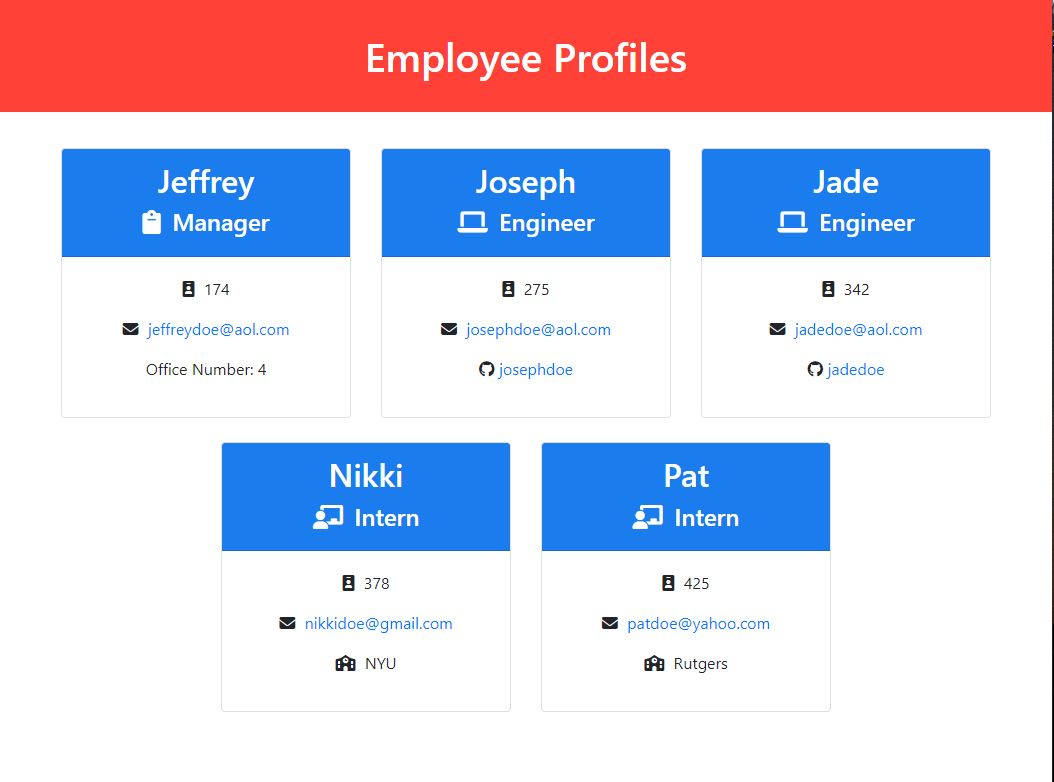 Employee Profiles
Jeffrey
Manager
174
jeffreydoe@aol.com
Office Number: 4
Joseph
Engineer
275
josephdoe@aol.com
josephdoe
Jade
Engineer
342
jadedoe@aol.com
jadedoe
Nikki
Intern
378
nikkidoe@gmail.com
NYU
Pat
Intern
425
patdoe@yahoo.com
Rutgers